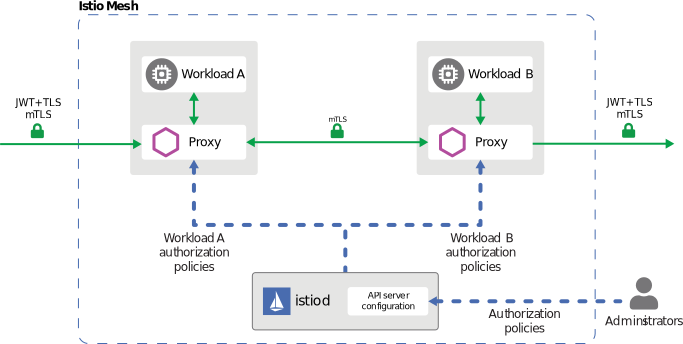 Istio Mesh
JWT+TLS
mTLS
Workload A
Proxy
mTLS
Workload B
Proxy
JWT+TLS
mTLS
Workload A
authorization
policies
Workload B
authorization
policies
istiod
API server
configuration
Authorization
policies
Administrators